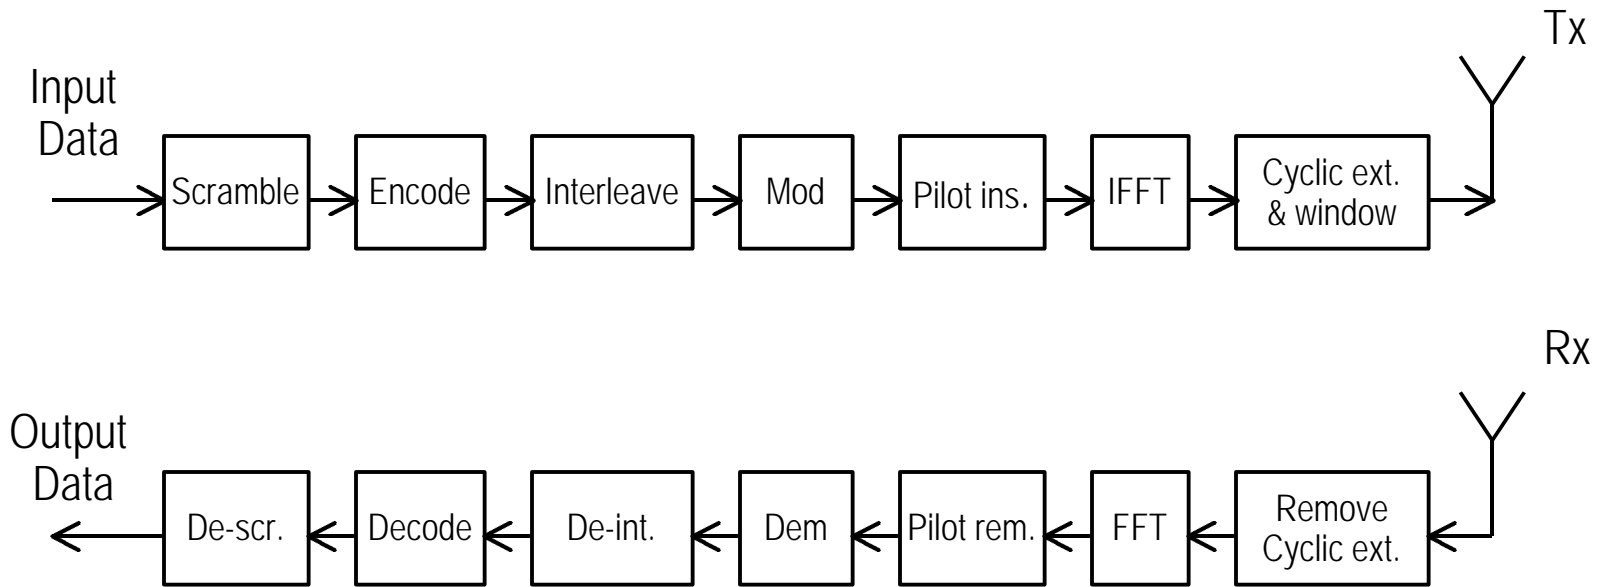 Tx
Input
Data
Scramble
Encode
Interleave
Mod
Pilot ins.
IFFT
Cyclic ext.
& window
Rx
Output
Data
De-scr.
Decode
De-int.
Dem
Pilot rem.
FFT
Remove
Cyclic ext.